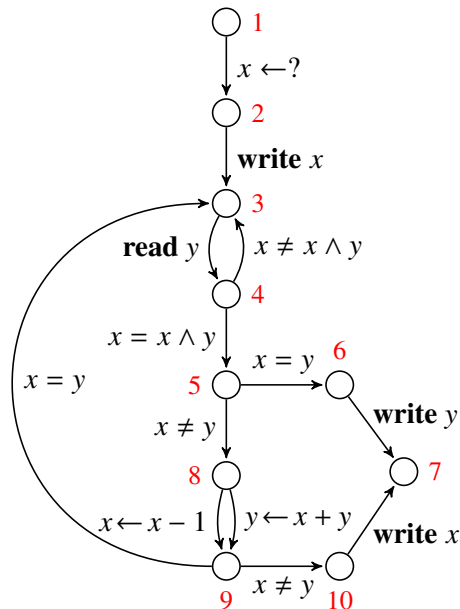 1
x ←?
2
write x
3
read y x ≠ x ∧ y
4
x = x ∧ y
x = y 6
x = y
5
write y
x ≠ y
8 7
x ← x − 1 y ← x + y
write x
x ≠ y
9 10